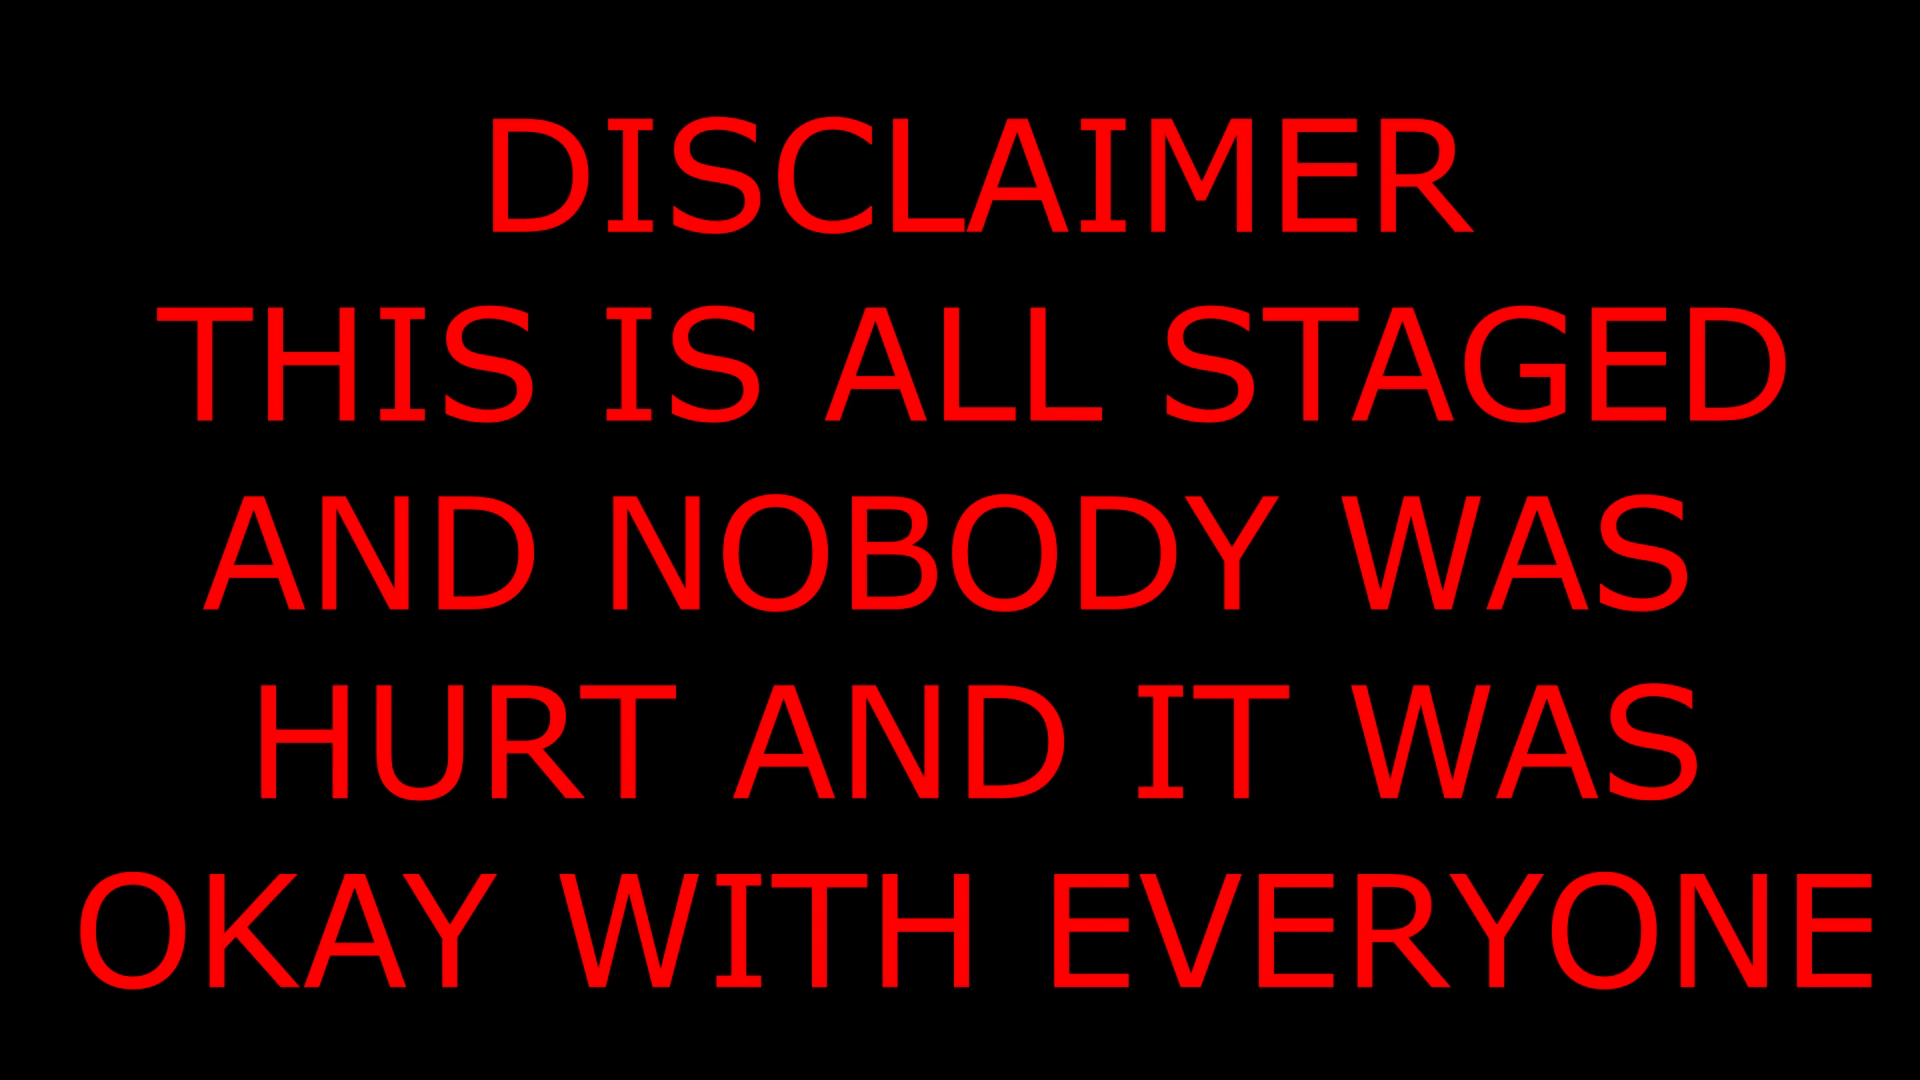 DISCLAIMER
THIS IS ALL STAGED
AND NOBODY WAS
HURT AND IT WAS
OKAY WITH EVERYONE